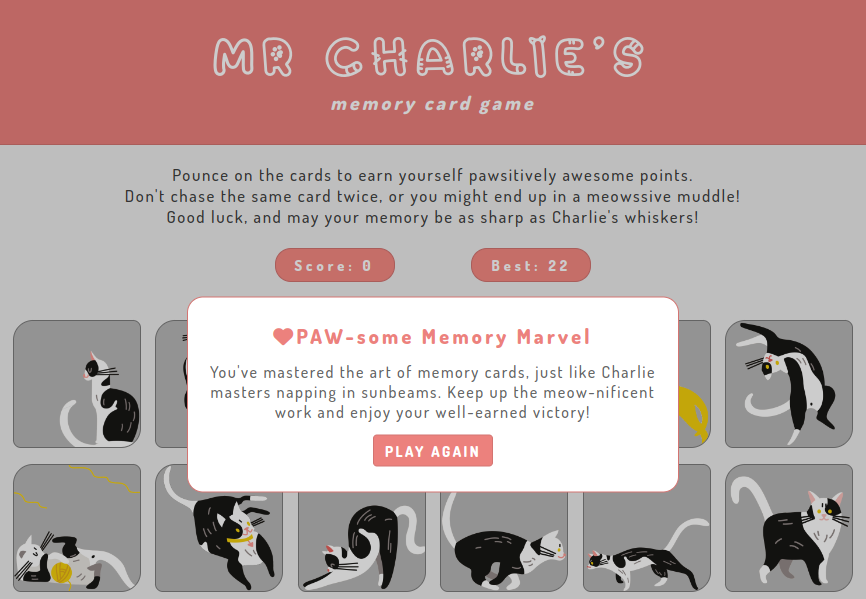 MR CHARLIE'S
memory card game
Pounce on the cards to earn yourself pawsitively awesome points.
Don't chase the same card twice, or you might end up in a meowssive muddle!
Good luck, and may your memory be as sharp as Charlie's whiskers!
Score: 0
Best: 22
PAW-some Memory Marvel
You've mastered the art of memory cards, just like Charlie
masters napping in sunbeams. Keep up the meow-nificent
work and enjoy your well-earned victory!
PLAY AGAIN